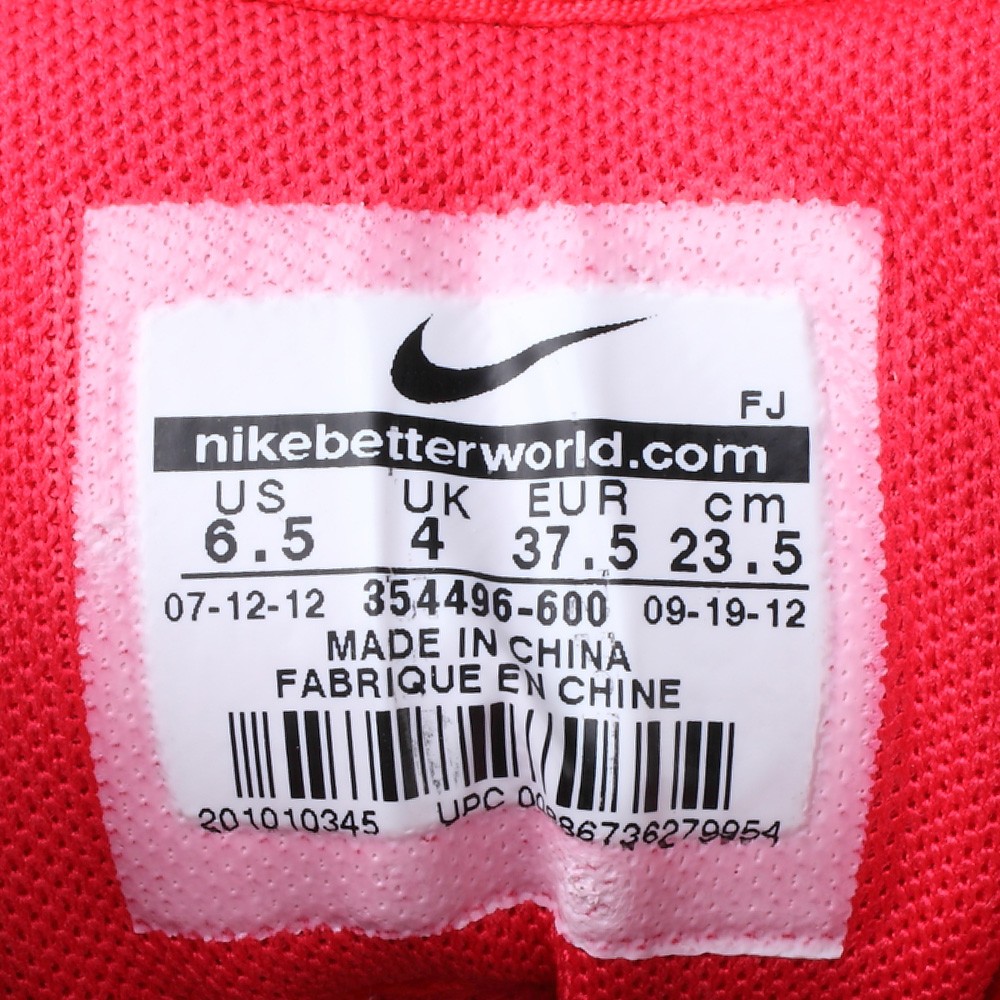 FJ
nikebetterworld.com
US UK EUR cm
6.5 4 37.5 23.5
07-12-12 354496-600 09-19-12
MADE IN CHINA
FABRIQUE EN CHINE
201010345 UPC 00886736279954